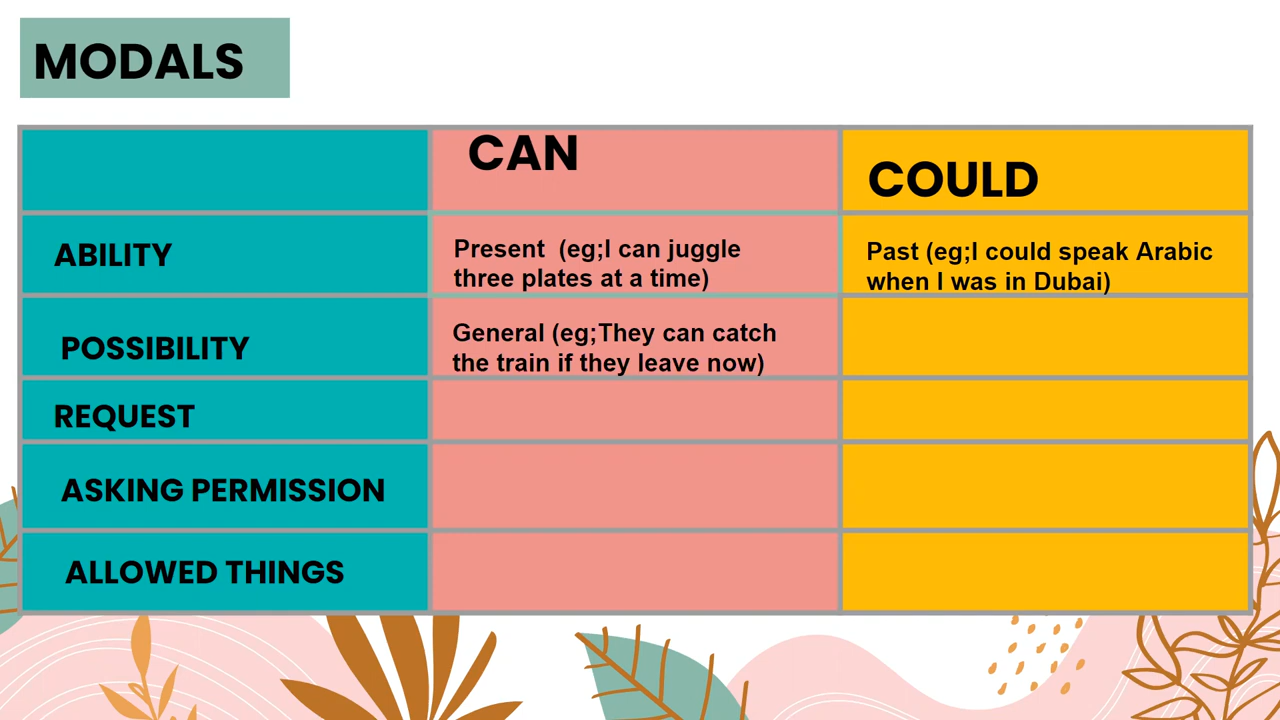 MODALS
CAN
COULD
ABILITY
Present  (eg;I can juggle
three plates at a time)
Past (eg;I could speak Arabic
when I was in Dubai)
POSSIBILITY
General (eg;They can catch
the train if they leave now)
REQUEST
ASKING PERMISSION
ALLOWED THINGS